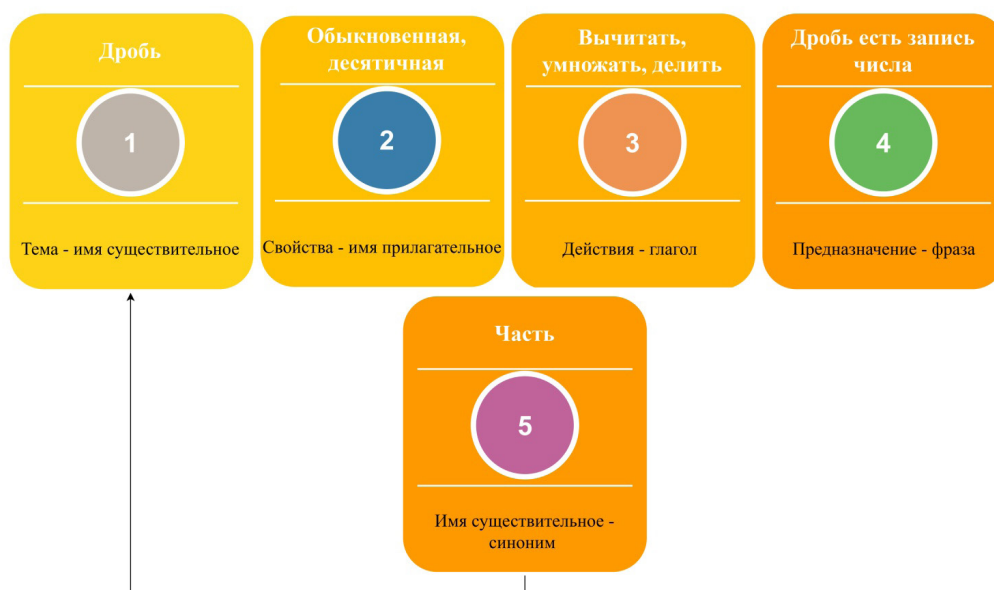 Дробь
1
Тема - имя существительное
Обыкновенная,
десятичная
2
Свойства - имя прилагательное
Вычитать,
умножать, делить
3
Действия - глагол
Дробь есть запись
числа
4
Предназначение - фраза
Часть
5
Имя существительное -
синоним